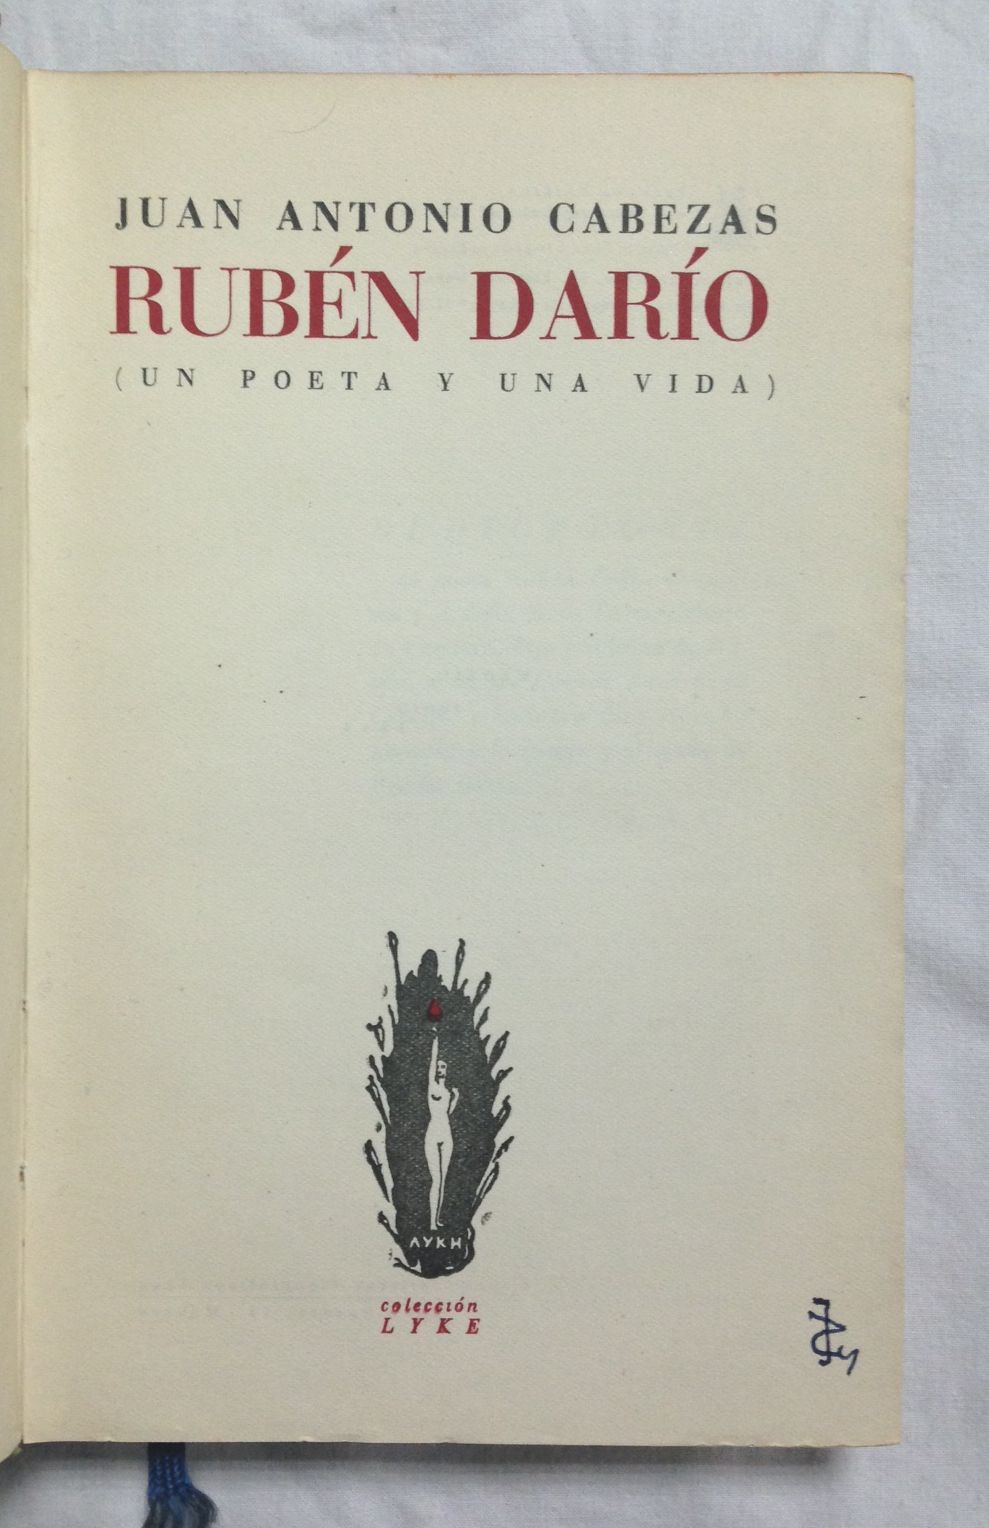 JUAN ANTONIO CABEZAS
RUBÉN DARÍO
(UN POETA Y UNA VIDA)
ΛΥΚΗ
colección
LYKE